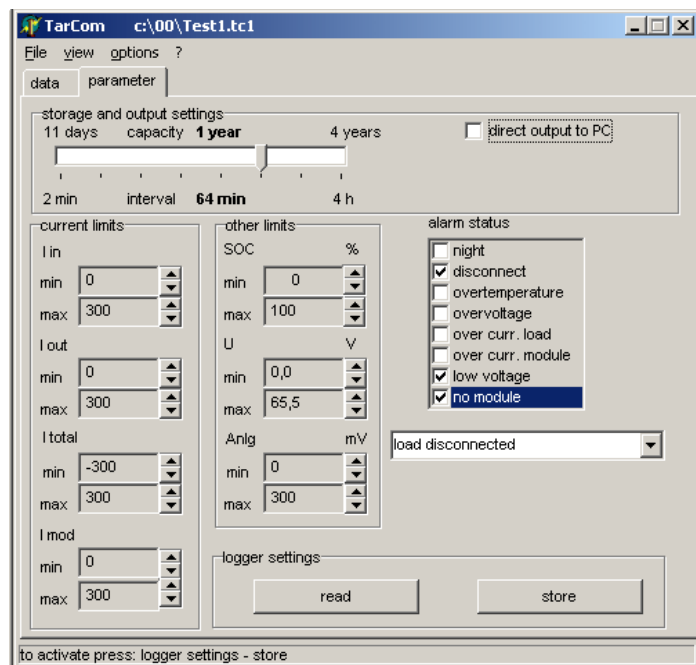 TarCom c:\00\Test1.tc1
File view options ?
data parameter
storage and output settings
11 days capacity 1 year 4 years
direct output to PC
2 min interval 64 min 4 h
current limits
I in
min 0
max 300
I out
min 0
max 300
I total
min -300
max 300
I mod
min 0
max 300
other limits
SOC %
min 0
max 100
U V
min 0,0
max 65,5
Anlg mV
min 0
max 300
alarm status
night
disconnect
overtemperature
overvoltage
over curr. load
over curr. module
low voltage
no module
load disconnected
logger settings
read store
to activate press: logger settings - store